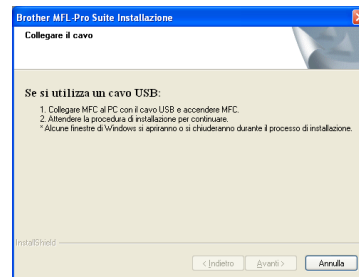 Brother MFL-Pro Suite Installazione
Collegare il cavo
Se si utilizza un cavo USB:
1. Collegare MFC al PC con il cavo USB e accendere MFC.
2. Attendere la procedura di installazione per continuare.
* Alcune finestre di Windows si apriranno o si chiuderanno durante il processo di installazione.
InstallShield
< Indietro Avanti > Annulla